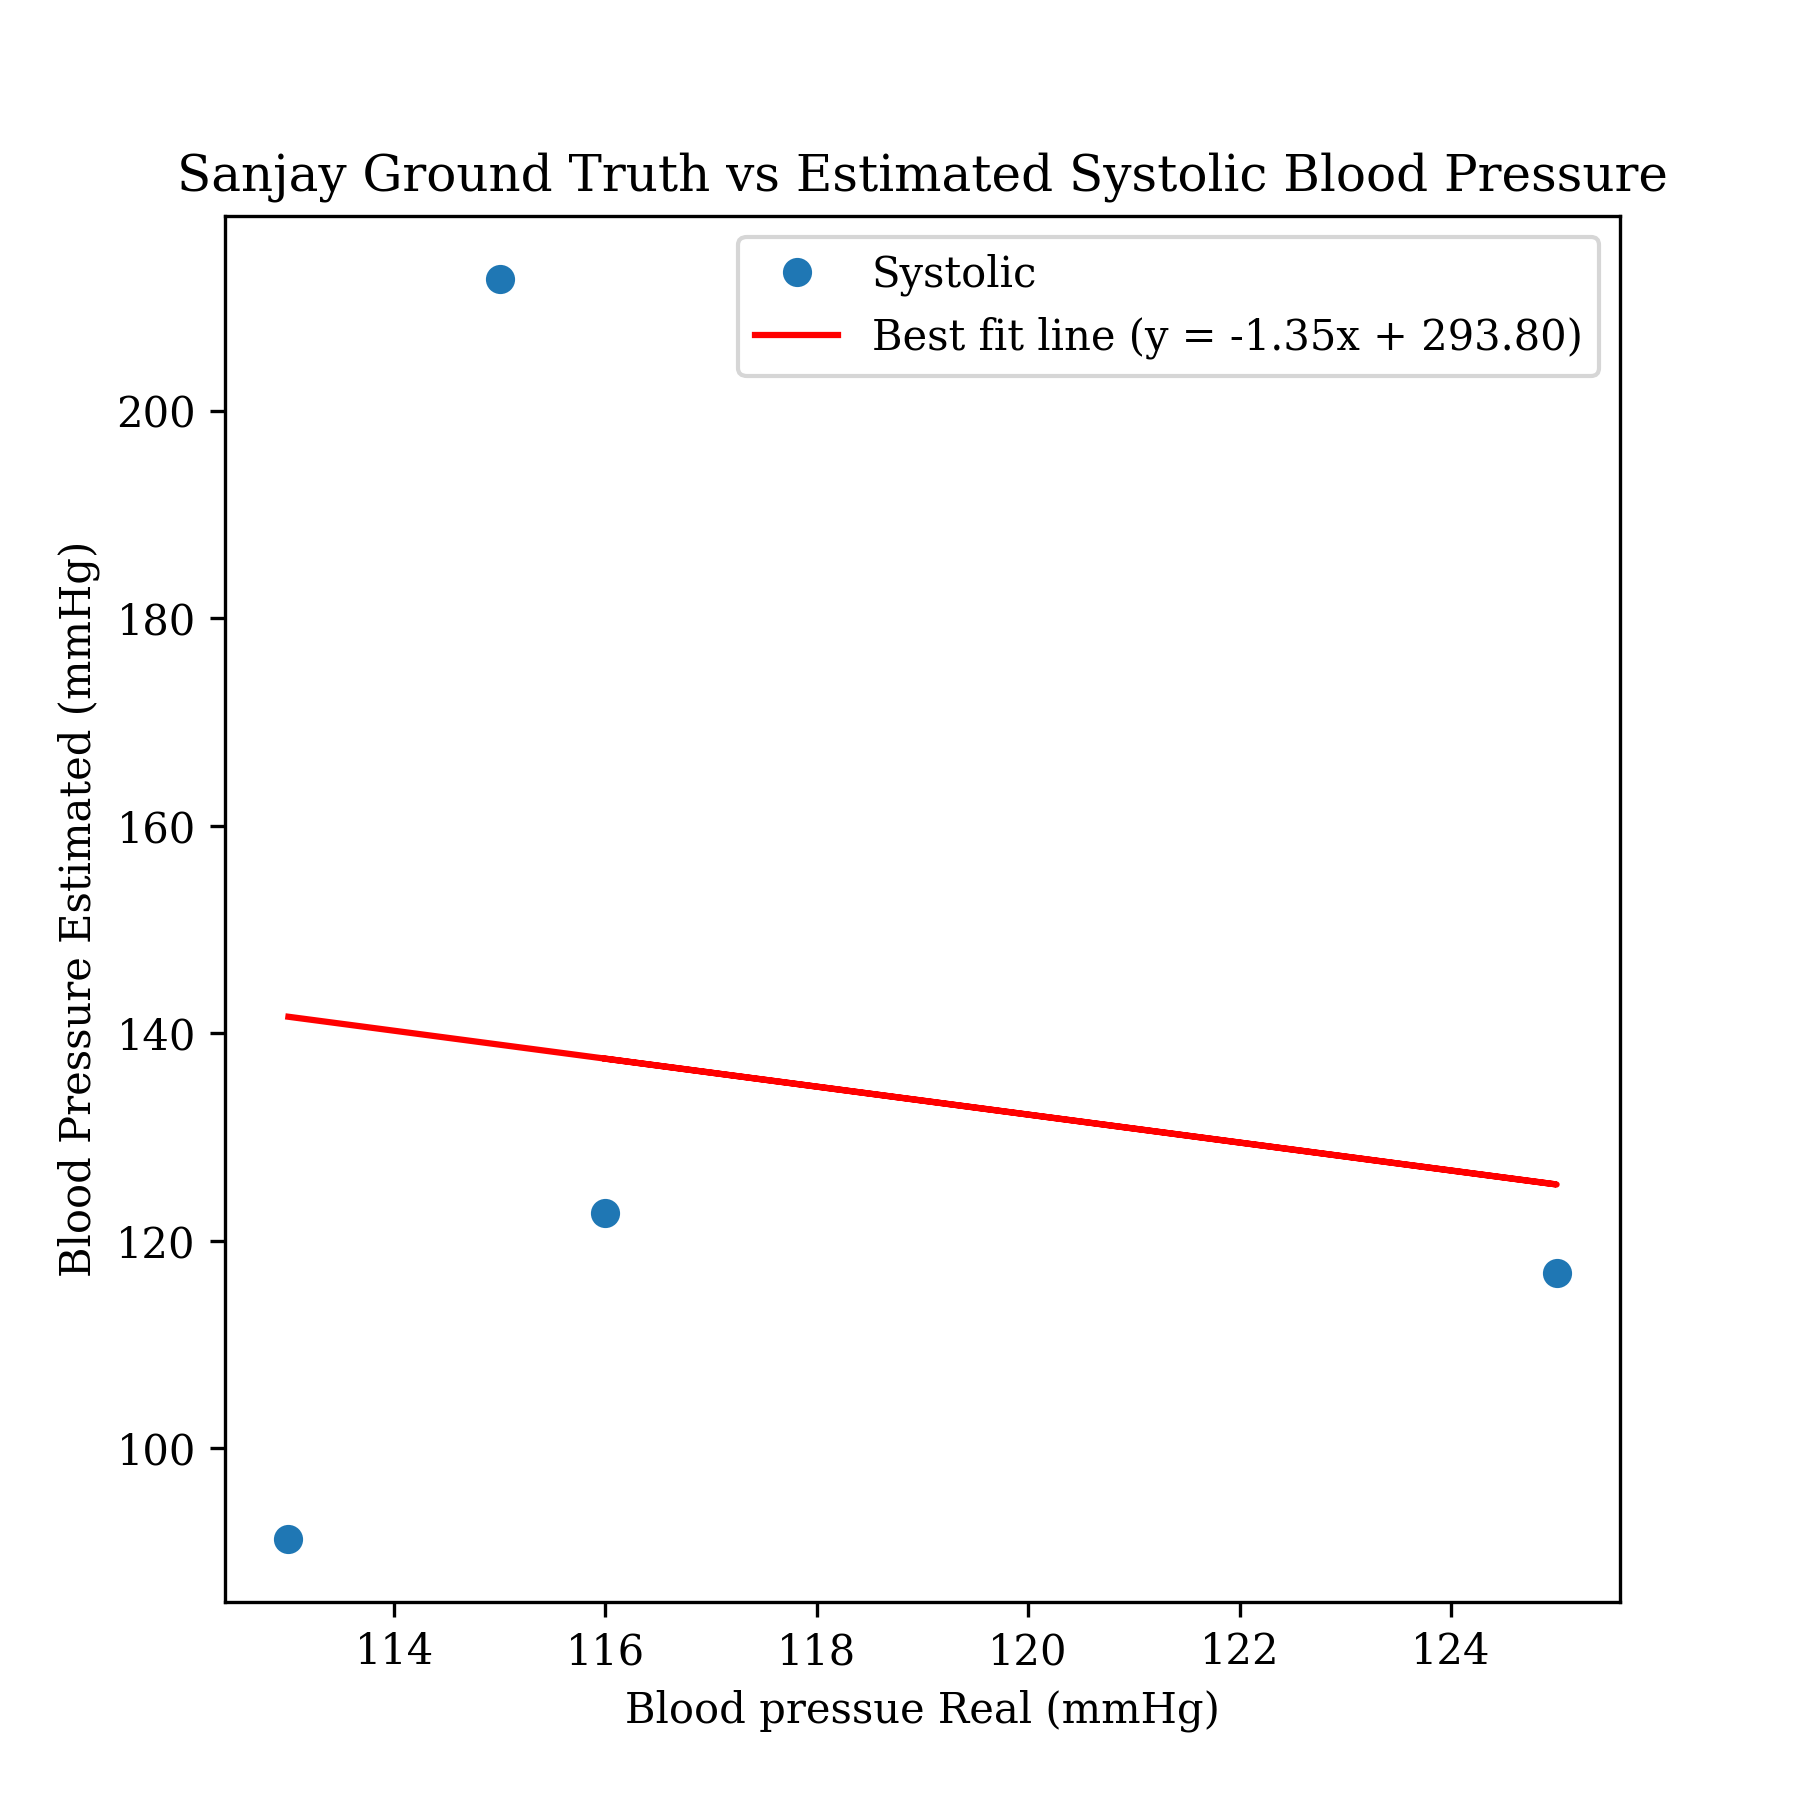 Sanjay Ground Truth vs Estimated Systolic Blood Pressure
Systolic
Best fit line (y = -1.35x + 293.80)
Blood Pressure Estimated (mmHg)
200
180
160
140
120
100
114 116 118 120 122 124
Blood pressue Real (mmHg)